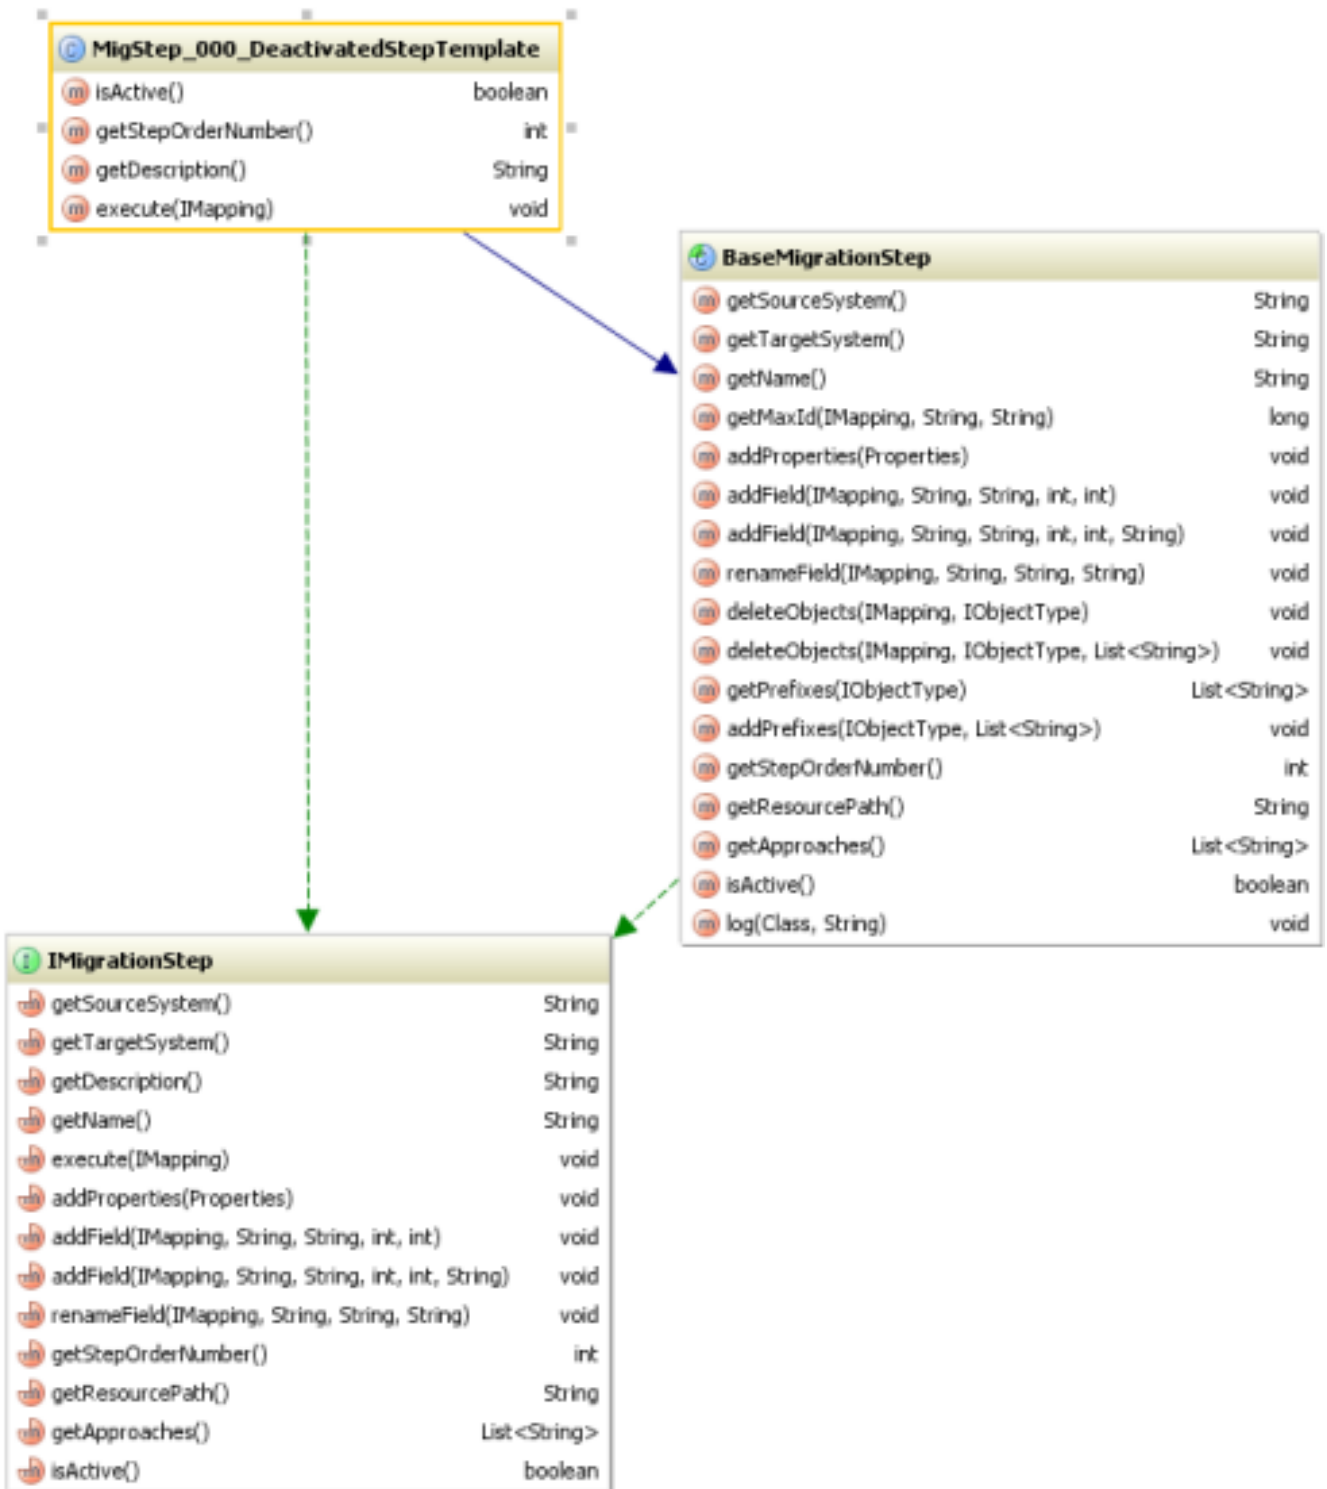 MigStep_000_DeactivatedStepTemplate
isActive() boolean
getStepOrderNumber() int
getDescription() String
execute(IMapping) void
BaseMigrationStep
getSourceSystem() String
getTargetSystem() String
getName() String
getMaxId(IMapping, String, String) long
addProperties(Properties) void
addField(IMapping, String, String, int, int) void
addField(IMapping, String, String, int, int, String) void
renameField(IMapping, String, String, String) void
deleteObjects(IMapping, IObjectType) void
deleteObjects(IMapping, IObjectType, List<String>) void
getPrefixes(IObjectType) List<String>
addPrefixes(IObjectType, List<String>) void
getStepOrderNumber() int
getResourcePath() String
getApproaches() List<String>
isActive() boolean
log(Class, String) void
IMigrationStep
getSourceSystem() String
getTargetSystem() String
getDescription() String
getName() String
execute(IMapping) void
addProperties(Properties) void
addField(IMapping, String, String, int, int) void
addField(IMapping, String, String, int, int, String) void
renameField(IMapping, String, String, String) void
getStepOrderNumber() int
getResourcePath() String
getApproaches() List<String>
isActive() boolean